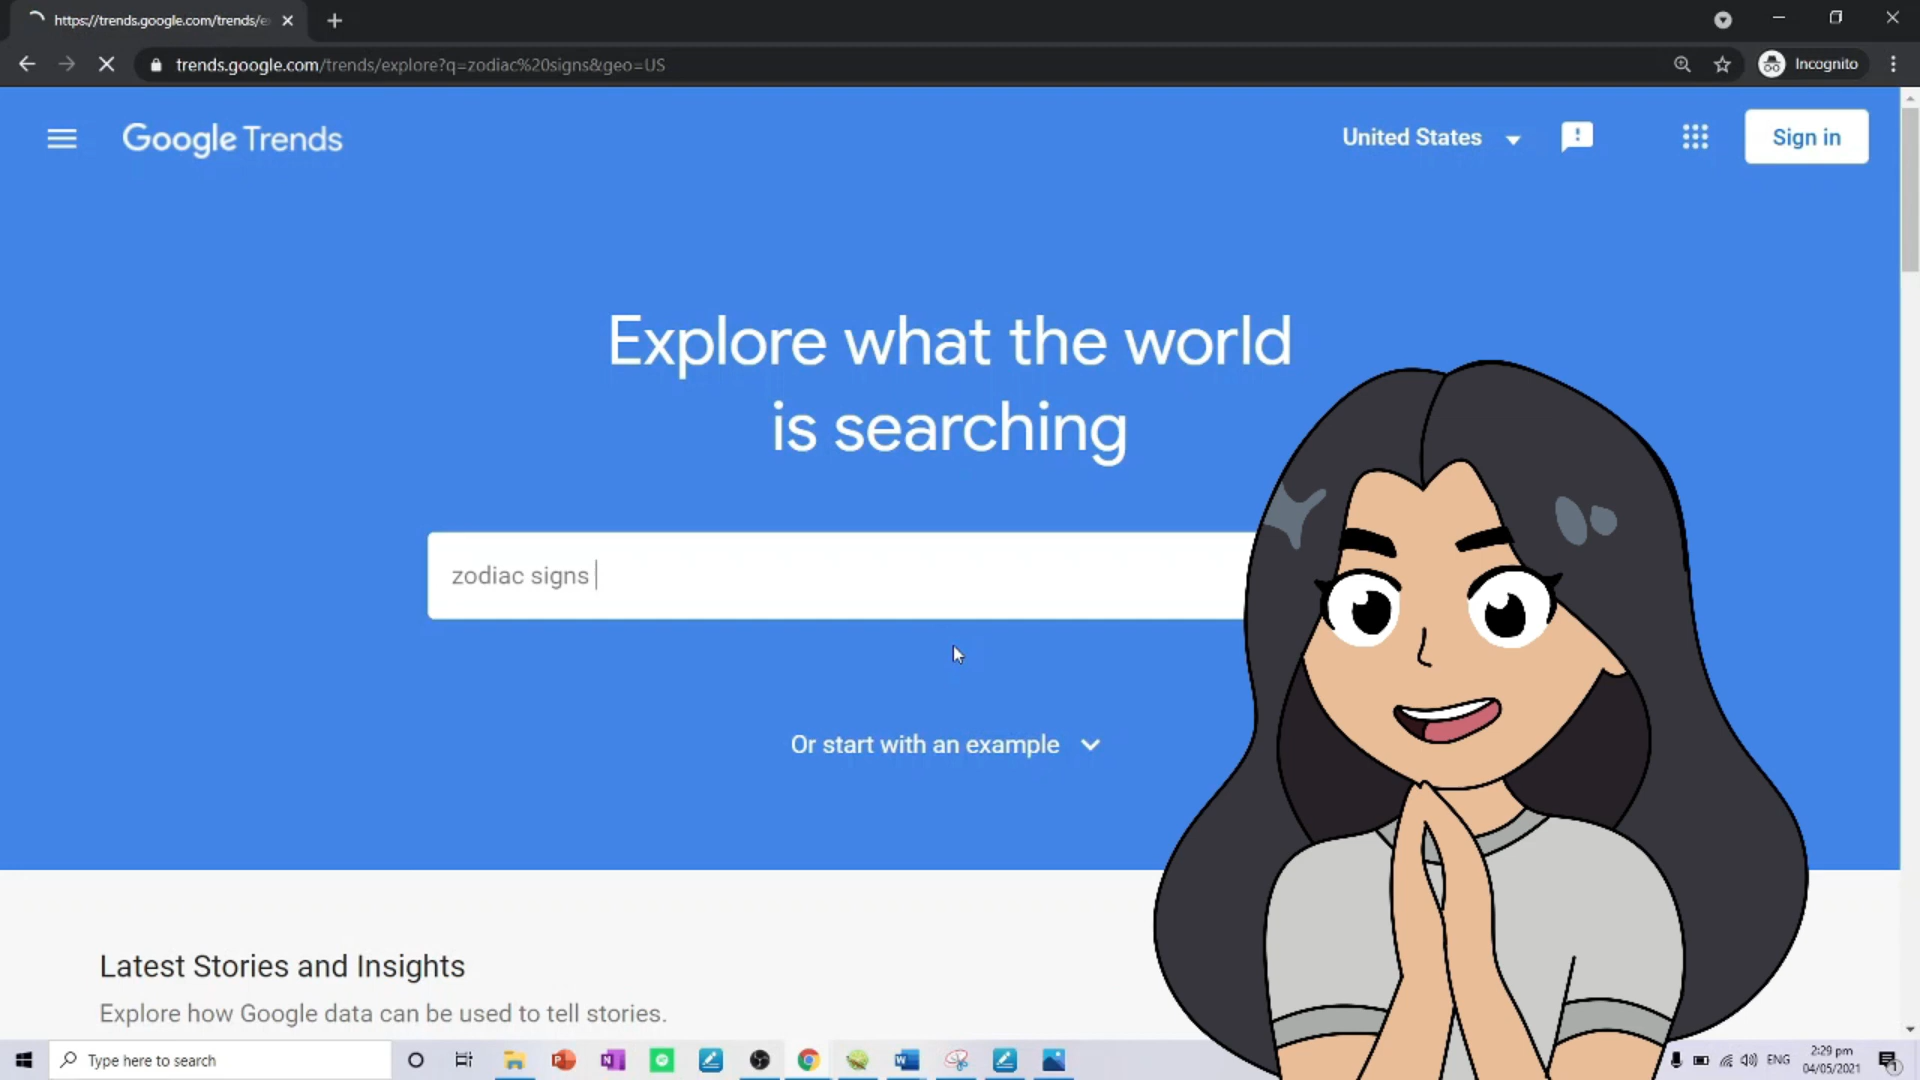 https://trends.google.com/trends/e
trends.google.com/trends/explore?q=zodiac%20signs&geo=US
Incognito
Google Trends
United States
Sign in
Explore what the world
is searching
zodiac signs
Or start with an example
Latest Stories and Insights
Explore how Google data can be used to tell stories.
Type here to search
ENG
2:29 pm
04/05/2021